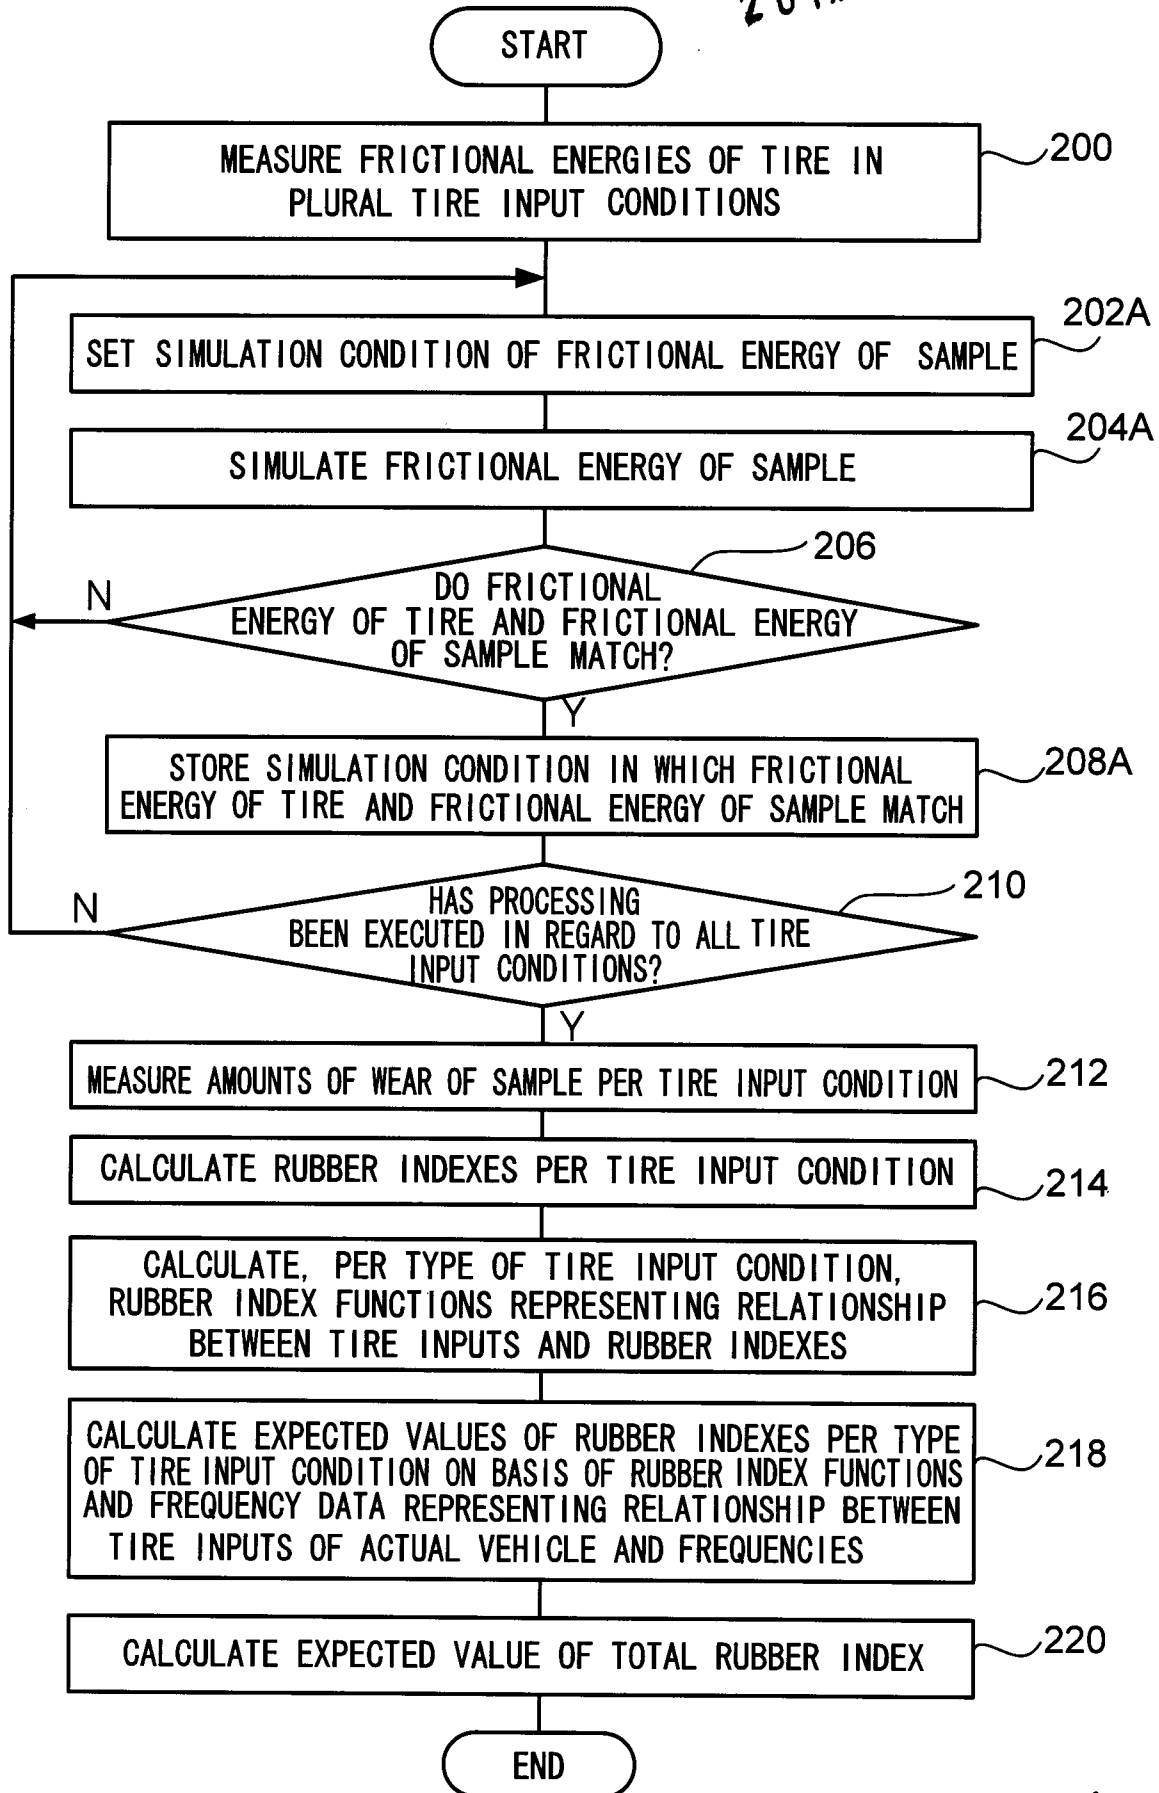 START
MEASURE FRICTIONAL ENERGIES OF TIRE IN
PLURAL TIRE INPUT CONDITIONS
200
SET SIMULATION CONDITION OF FRICTIONAL ENERGY OF SAMPLE
202A
SIMULATE FRICTIONAL ENERGY OF SAMPLE
204A
206
N
DO FRICTIONAL
ENERGY OF TIRE AND FRICTIONAL ENERGY
OF SAMPLE MATCH?
Y
STORE SIMULATION CONDITION IN WHICH FRICTIONAL
ENERGY OF TIRE AND FRICTIONAL ENERGY OF SAMPLE MATCH
208A
210
N
HAS PROCESSING
BEEN EXECUTED IN REGARD TO ALL TIRE
INPUT CONDITIONS?
Y
MEASURE AMOUNTS OF WEAR OF SAMPLE PER TIRE INPUT CONDITION
212
CALCULATE RUBBER INDEXES PER TIRE INPUT CONDITION
214
CALCULATE, PER TYPE OF TIRE INPUT CONDITION,
RUBBER INDEX FUNCTIONS REPRESENTING RELATIONSHIP
BETWEEN TIRE INPUTS AND RUBBER INDEXES
216
CALCULATE EXPECTED VALUES OF RUBBER INDEXES PER TYPE
OF TIRE INPUT CONDITION ON BASIS OF RUBBER INDEX FUNCTIONS
AND FREQUENCY DATA REPRESENTING RELATIONSHIP BETWEEN
TIRE INPUTS OF ACTUAL VEHICLE AND FREQUENCIES
218
CALCULATE EXPECTED VALUE OF TOTAL RUBBER INDEX
220
END